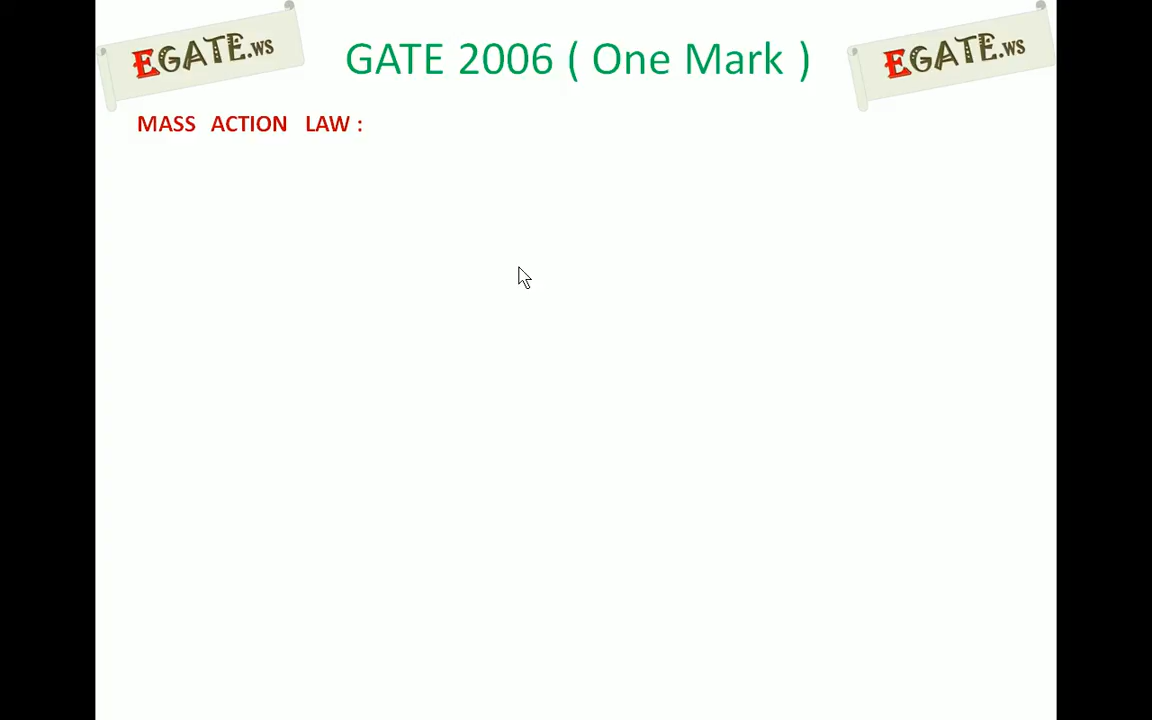 EGATE.ws
GATE 2006 ( One Mark )
EGATE.ws
MASS ACTION LAW :